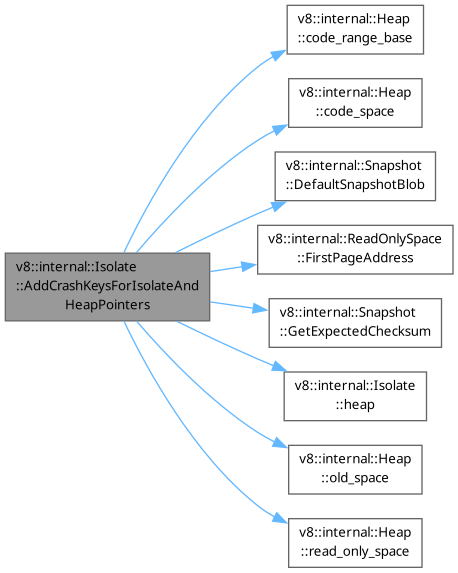 v8::internal::Isolate
::AddCrashKeysForIsolateAnd
HeapPointers
v8::internal::Heap
::code_range_base
v8::internal::Heap
::code_space
v8::internal::Snapshot
::DefaultSnapshotBlob
v8::internal::ReadOnlySpace
::FirstPageAddress
v8::internal::Snapshot
::GetExpectedChecksum
v8::internal::Isolate
::heap
v8::internal::Heap
::old_space
v8::internal::Heap
::read_only_space